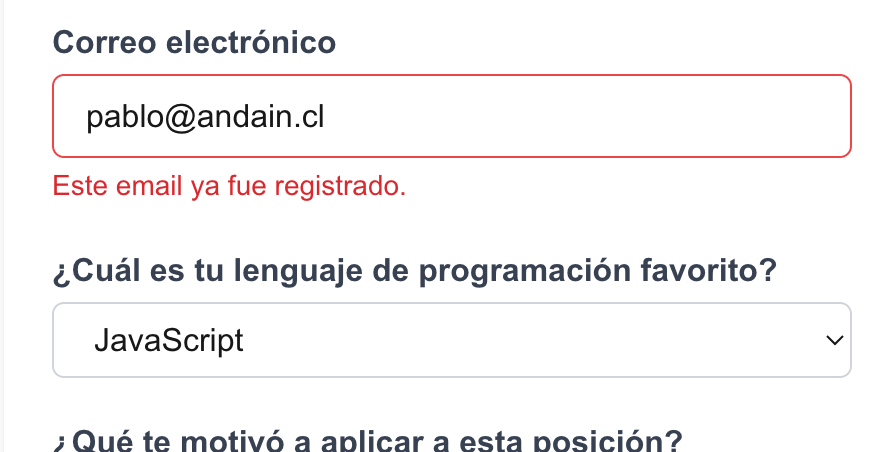 Correo electrónico
pablo@andain.cl
Este email ya fue registrado.
¿Cuál es tu lenguaje de programación favorito?
JavaScript
¿Qué te motivó a aplicar a esta posición?